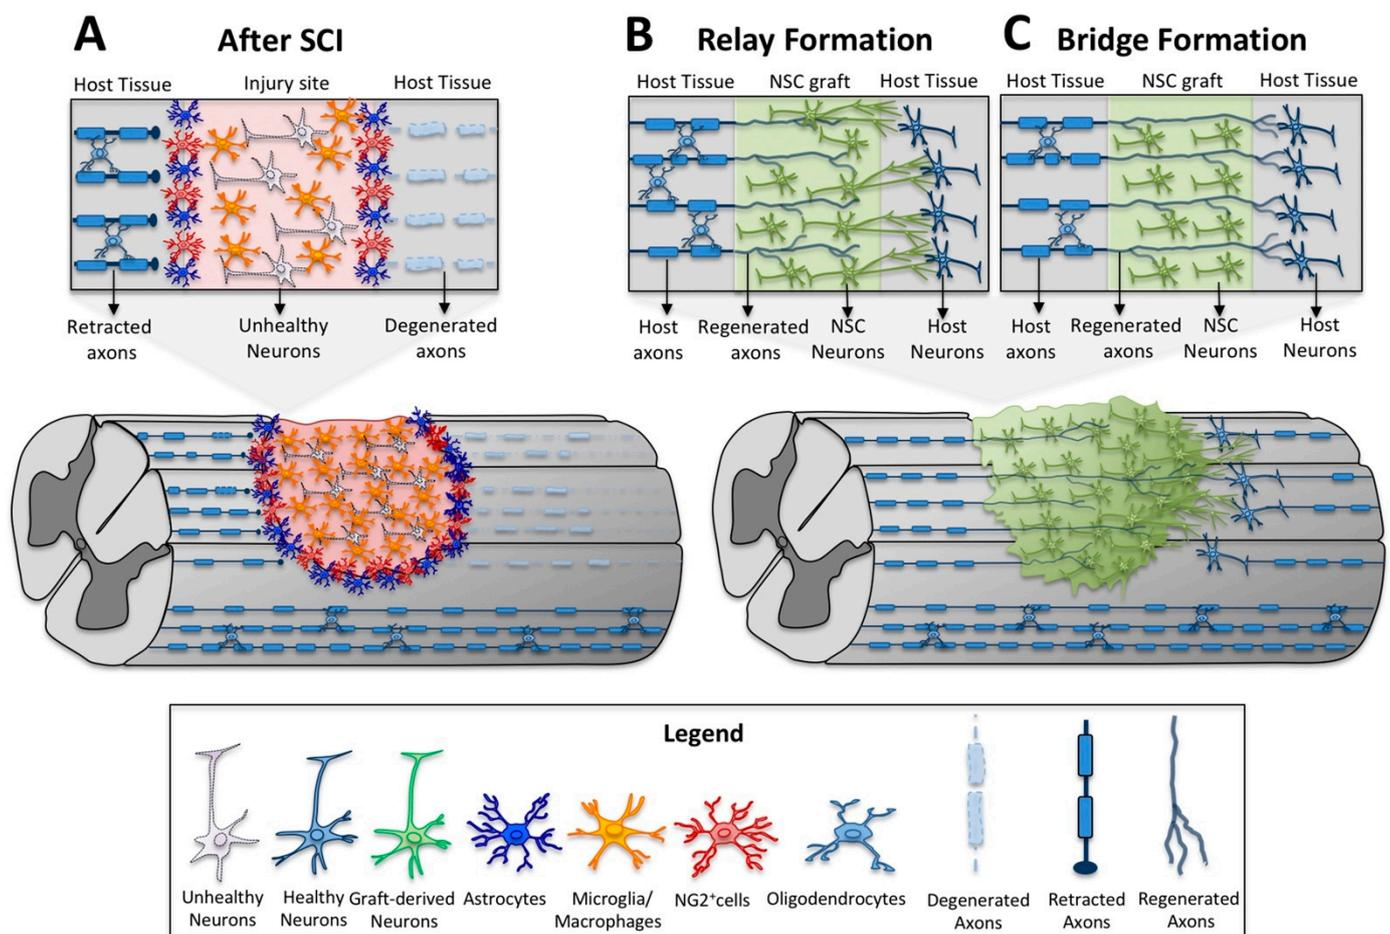 A After SCI
Host Tissue Injury site Host Tissue
Retracted axons
Unhealthy Neurons
Degenerated axons
B Relay Formation
Host Tissue NSC graft Host Tissue
Host axons
Regenerated axons
NSC Neurons
Host Neurons
C Bridge Formation
Host Tissue NSC graft Host Tissue
Host axons
Regenerated axons
NSC Neurons
Host Neurons
Legend
Unhealthy Neurons
Healthy Neurons
Graft-derived Neurons
Astrocytes
Microglia/ Macrophages
NG2⁺cells
Oligodendrocytes
Degenerated Axons
Retracted Axons
Regenerated Axons